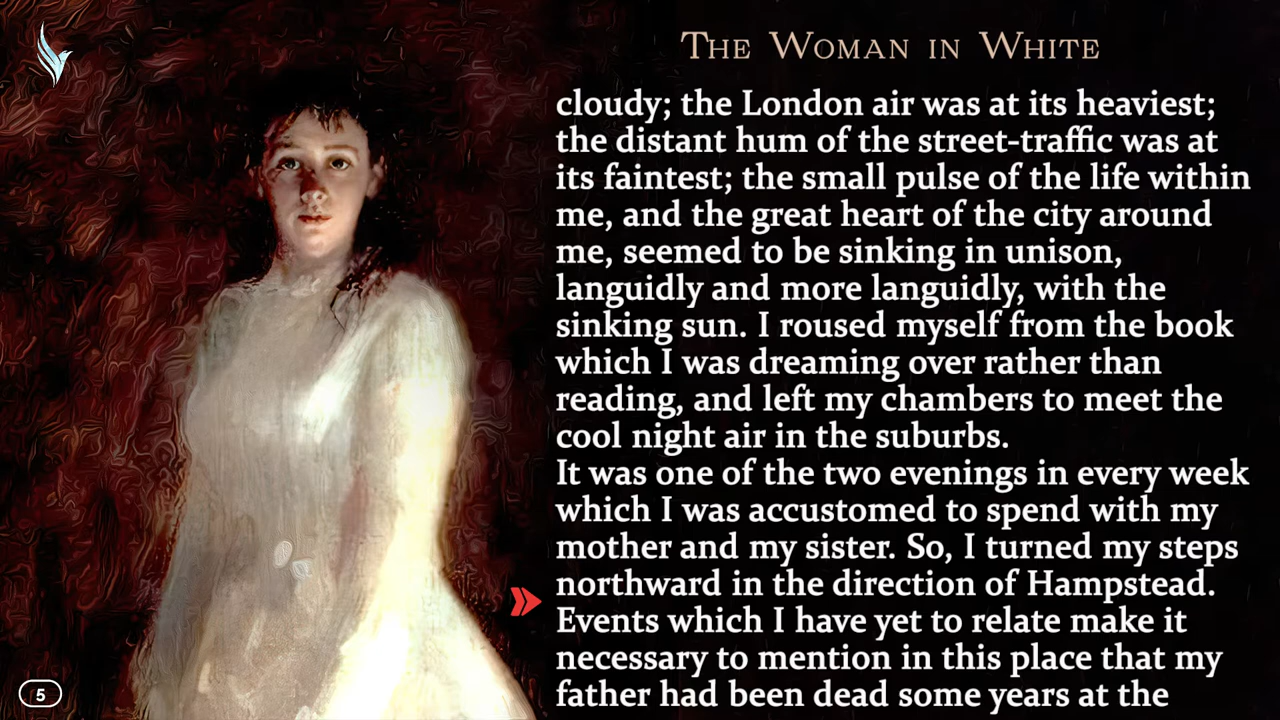 The Woman in White
cloudy; the London air was at its heaviest;
the distant hum of the street-traffic was at
its faintest; the small pulse of the life within
me, and the great heart of the city around
me, seemed to be sinking in unison,
languidly and more languidly, with the
sinking sun. I roused myself from the book
which I was dreaming over rather than
reading, and left my chambers to meet the
cool night air in the suburbs.
It was one of the two evenings in every week
which I was accustomed to spend with my
mother and my sister. So, I turned my steps
northward in the direction of Hampstead.
Events which I have yet to relate make it
necessary to mention in this place that my
father had been dead some years at the
5